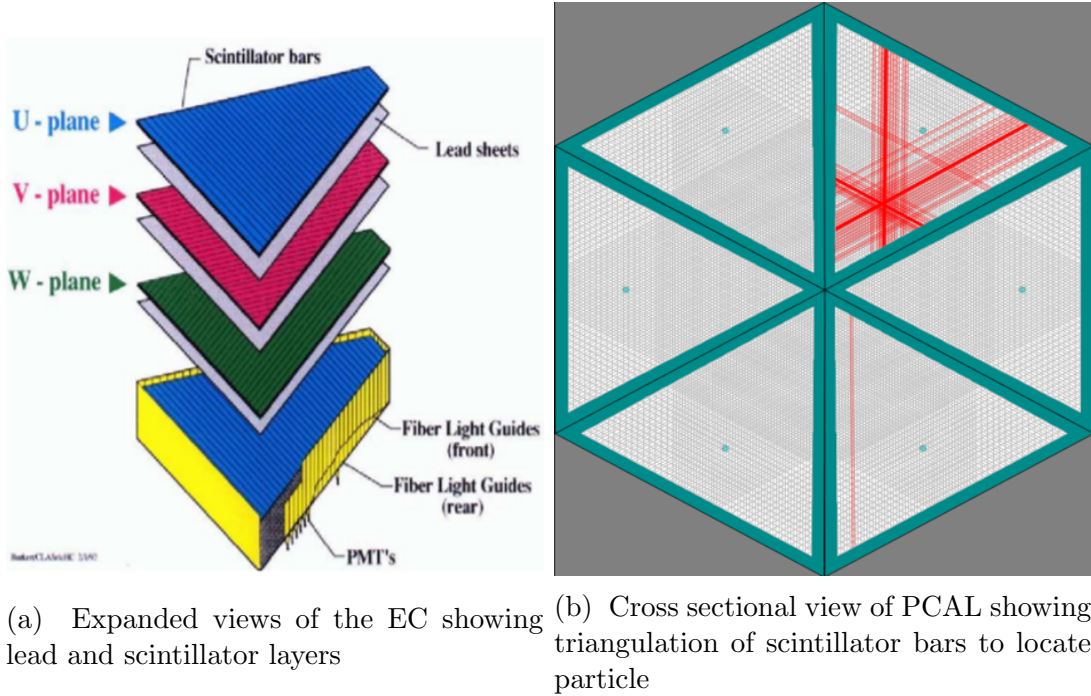 Scintillator bars
U - plane
Lead sheets
V - plane
W - plane
Fiber Light Guides
(front)
Fiber Light Guides
(rear)
PMT's
(a) Expanded views of the EC showing
lead and scintillator layers
(b) Cross sectional view of PCAL showing
triangulation of scintillator bars to locate
particle